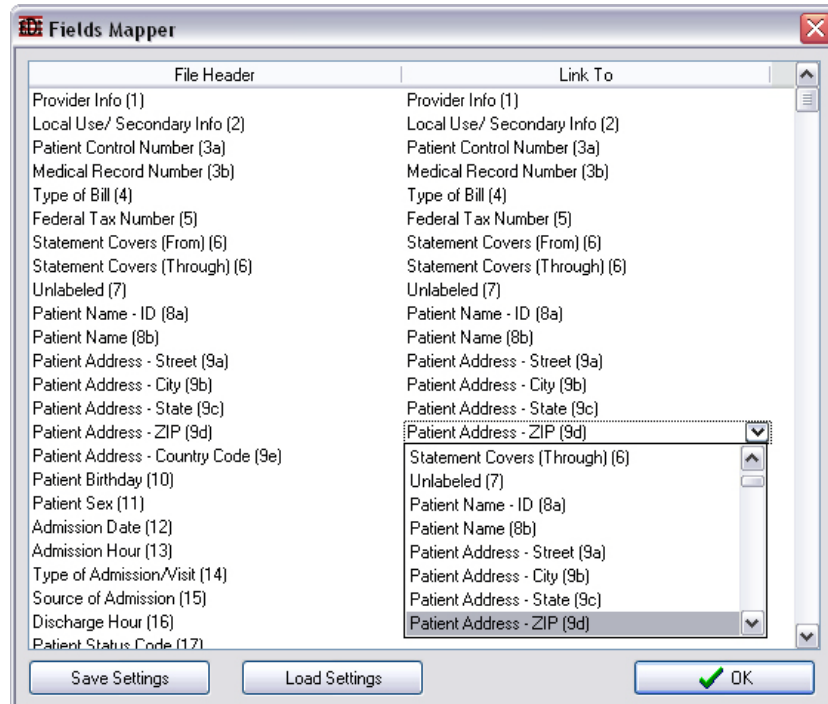 EDI Fields Mapper
File Header Link To
Provider Info (1) Provider Info (1)
Local Use/ Secondary Info (2) Local Use/ Secondary Info (2)
Patient Control Number (3a) Patient Control Number (3a)
Medical Record Number (3b) Medical Record Number (3b)
Type of Bill (4) Type of Bill (4)
Federal Tax Number (5) Federal Tax Number (5)
Statement Covers (From) (6) Statement Covers (From) (6)
Statement Covers (Through) (6) Statement Covers (Through) (6)
Unlabeled (7) Unlabeled (7)
Patient Name - ID (8a) Patient Name - ID (8a)
Patient Name (8b) Patient Name (8b)
Patient Address - Street (9a) Patient Address - Street (9a)
Patient Address - City (9b) Patient Address - City (9b)
Patient Address - State (9c) Patient Address - State (9c)
Patient Address - ZIP (9d) Patient Address - ZIP (9d)
Patient Address - Country Code (9e) Statement Covers (Through) (6)
Patient Birthday (10) Unlabeled (7)
Patient Sex (11) Patient Name - ID (8a)
Admission Date (12) Patient Name (8b)
Admission Hour (13) Patient Address - Street (9a)
Type of Admission/Visit (14) Patient Address - City (9b)
Source of Admission (15) Patient Address - State (9c)
Discharge Hour (16) Patient Address - ZIP (9d)
Patient Status Code (17)
Save Settings Load Settings OK